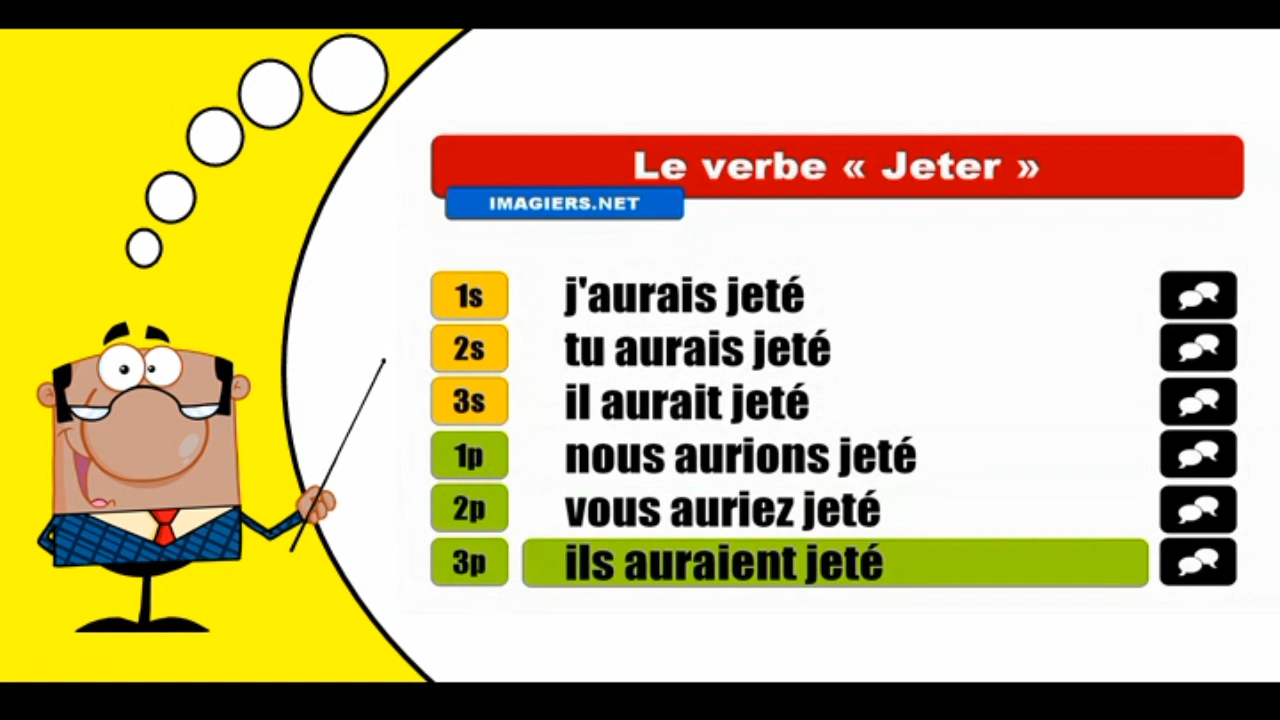 Le verbe « Jeter »
IMAGIERS.NET
1s j'aurais jeté
2s tu aurais jeté
3s il aurait jeté
1p nous aurions jeté
2p vous auriez jeté
3p ils auraient jeté